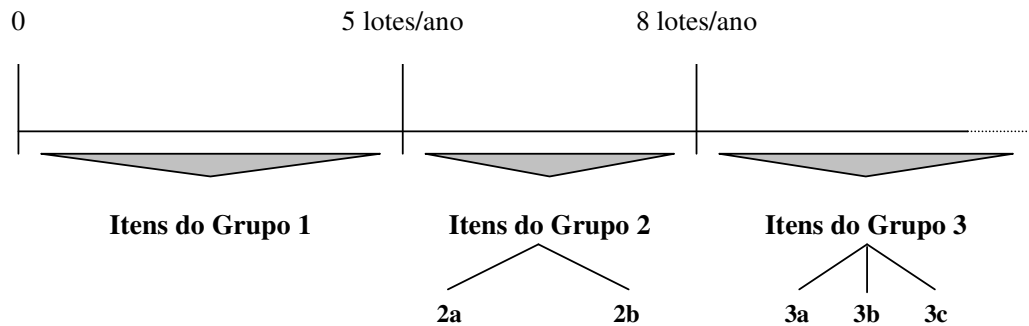 0 5 lotes/ano 8 lotes/ano
Itens do Grupo 1 Itens do Grupo 2 Itens do Grupo 3
2a 2b 3a 3b 3c